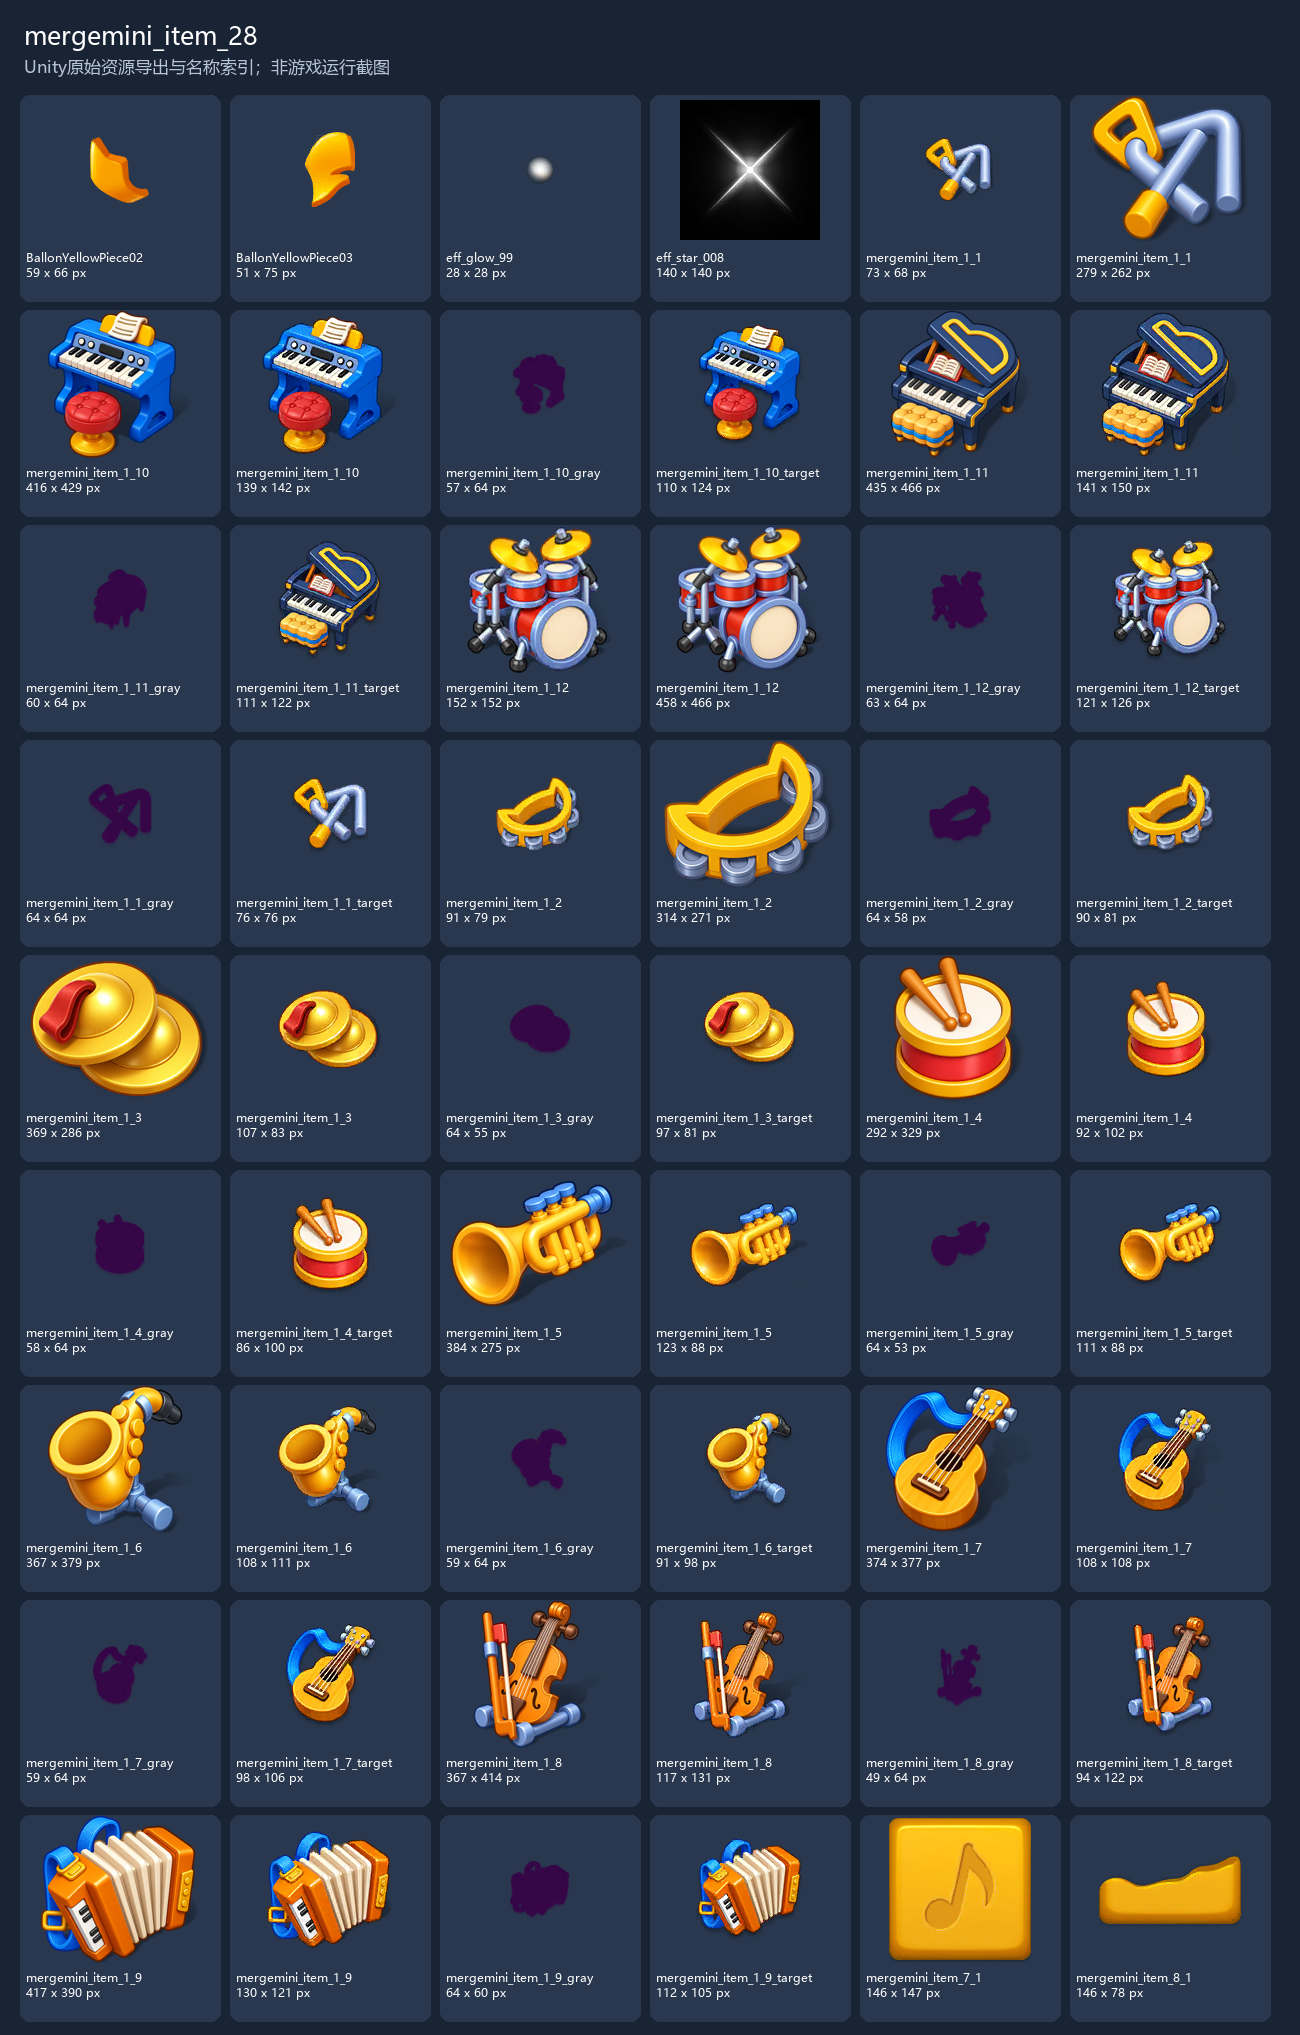 mergemini_item_28
Unity原始资源导出与名称索引；非游戏运行截图
BallonYellowPiece02
59 x 66 px
BallonYellowPiece03
51 x 75 px
eff_glow_99
28 x 28 px
eff_star_008
140 x 140 px
mergemini_item_1_1
73 x 68 px
mergemini_item_1_1
279 x 262 px
mergemini_item_1_10
416 x 429 px
mergemini_item_1_10
139 x 142 px
mergemini_item_1_10_gray
57 x 64 px
mergemini_item_1_10_target
110 x 124 px
mergemini_item_1_11
435 x 466 px
mergemini_item_1_11
141 x 150 px
mergemini_item_1_11_gray
60 x 64 px
mergemini_item_1_11_target
111 x 122 px
mergemini_item_1_12
152 x 152 px
mergemini_item_1_12
458 x 466 px
mergemini_item_1_12_gray
63 x 64 px
mergemini_item_1_12_target
121 x 126 px
mergemini_item_1_1_gray
64 x 64 px
mergemini_item_1_1_target
76 x 76 px
mergemini_item_1_2
91 x 79 px
mergemini_item_1_2
314 x 271 px
mergemini_item_1_2_gray
64 x 58 px
mergemini_item_1_2_target
90 x 81 px
mergemini_item_1_3
369 x 286 px
mergemini_item_1_3
107 x 83 px
mergemini_item_1_3_gray
64 x 55 px
mergemini_item_1_3_target
97 x 81 px
mergemini_item_1_4
292 x 329 px
mergemini_item_1_4
92 x 102 px
mergemini_item_1_4_gray
58 x 64 px
mergemini_item_1_4_target
86 x 100 px
mergemini_item_1_5
384 x 275 px
mergemini_item_1_5
123 x 88 px
mergemini_item_1_5_gray
64 x 53 px
mergemini_item_1_5_target
111 x 88 px
mergemini_item_1_6
367 x 379 px
mergemini_item_1_6
108 x 111 px
mergemini_item_1_6_gray
59 x 64 px
mergemini_item_1_6_target
91 x 98 px
mergemini_item_1_7
374 x 377 px
mergemini_item_1_7
108 x 108 px
mergemini_item_1_7_gray
59 x 64 px
mergemini_item_1_7_target
98 x 106 px
mergemini_item_1_8
367 x 414 px
mergemini_item_1_8
117 x 131 px
mergemini_item_1_8_gray
49 x 64 px
mergemini_item_1_8_target
94 x 122 px
mergemini_item_1_9
417 x 390 px
mergemini_item_1_9
130 x 121 px
mergemini_item_1_9_gray
64 x 60 px
mergemini_item_1_9_target
112 x 105 px
mergemini_item_7_1
146 x 147 px
mergemini_item_8_1
146 x 78 px